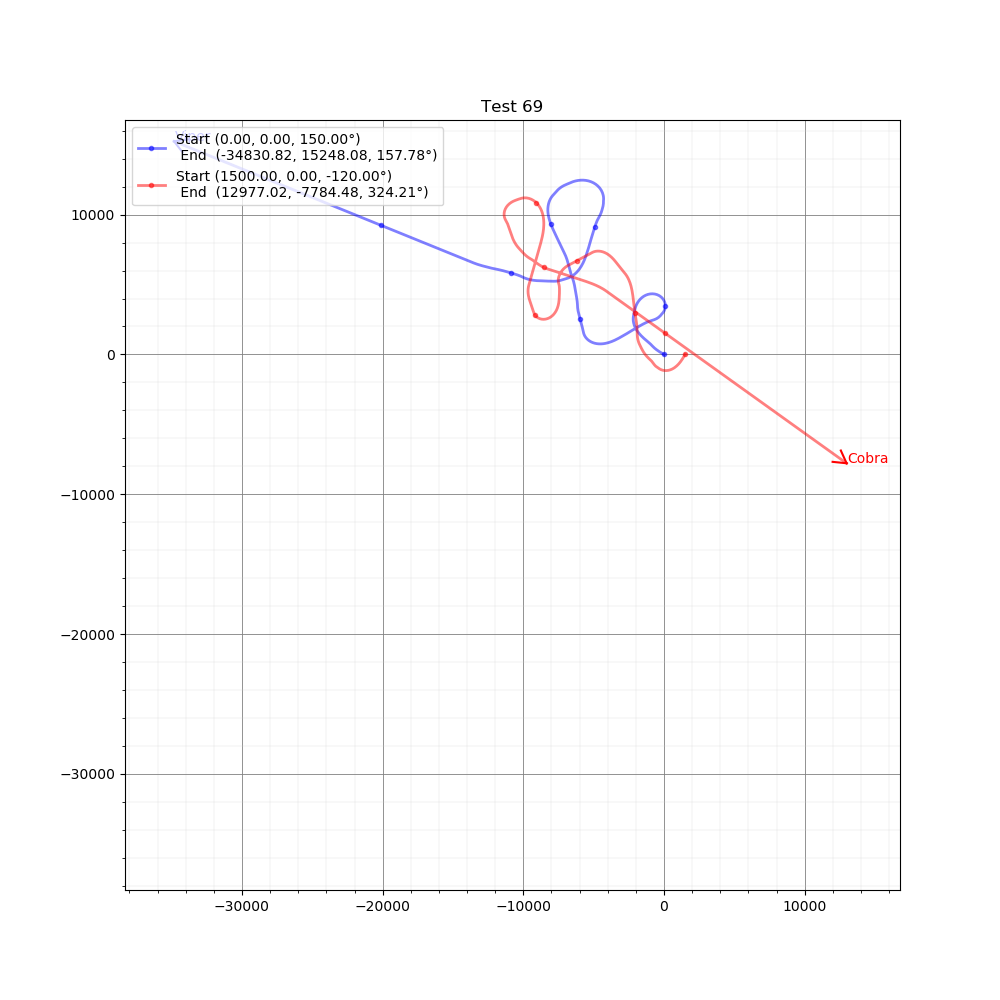 Test 69
Start (0.00, 0.00, 150.00°)
End (-34830.82, 15248.08, 157.78°)
Start (1500.00, 0.00, -120.00°)
End (12977.02, -7784.48, 324.21°)
10000
0
−10000
−20000
−30000
Cobra
−30000
−20000
−10000
0
10000